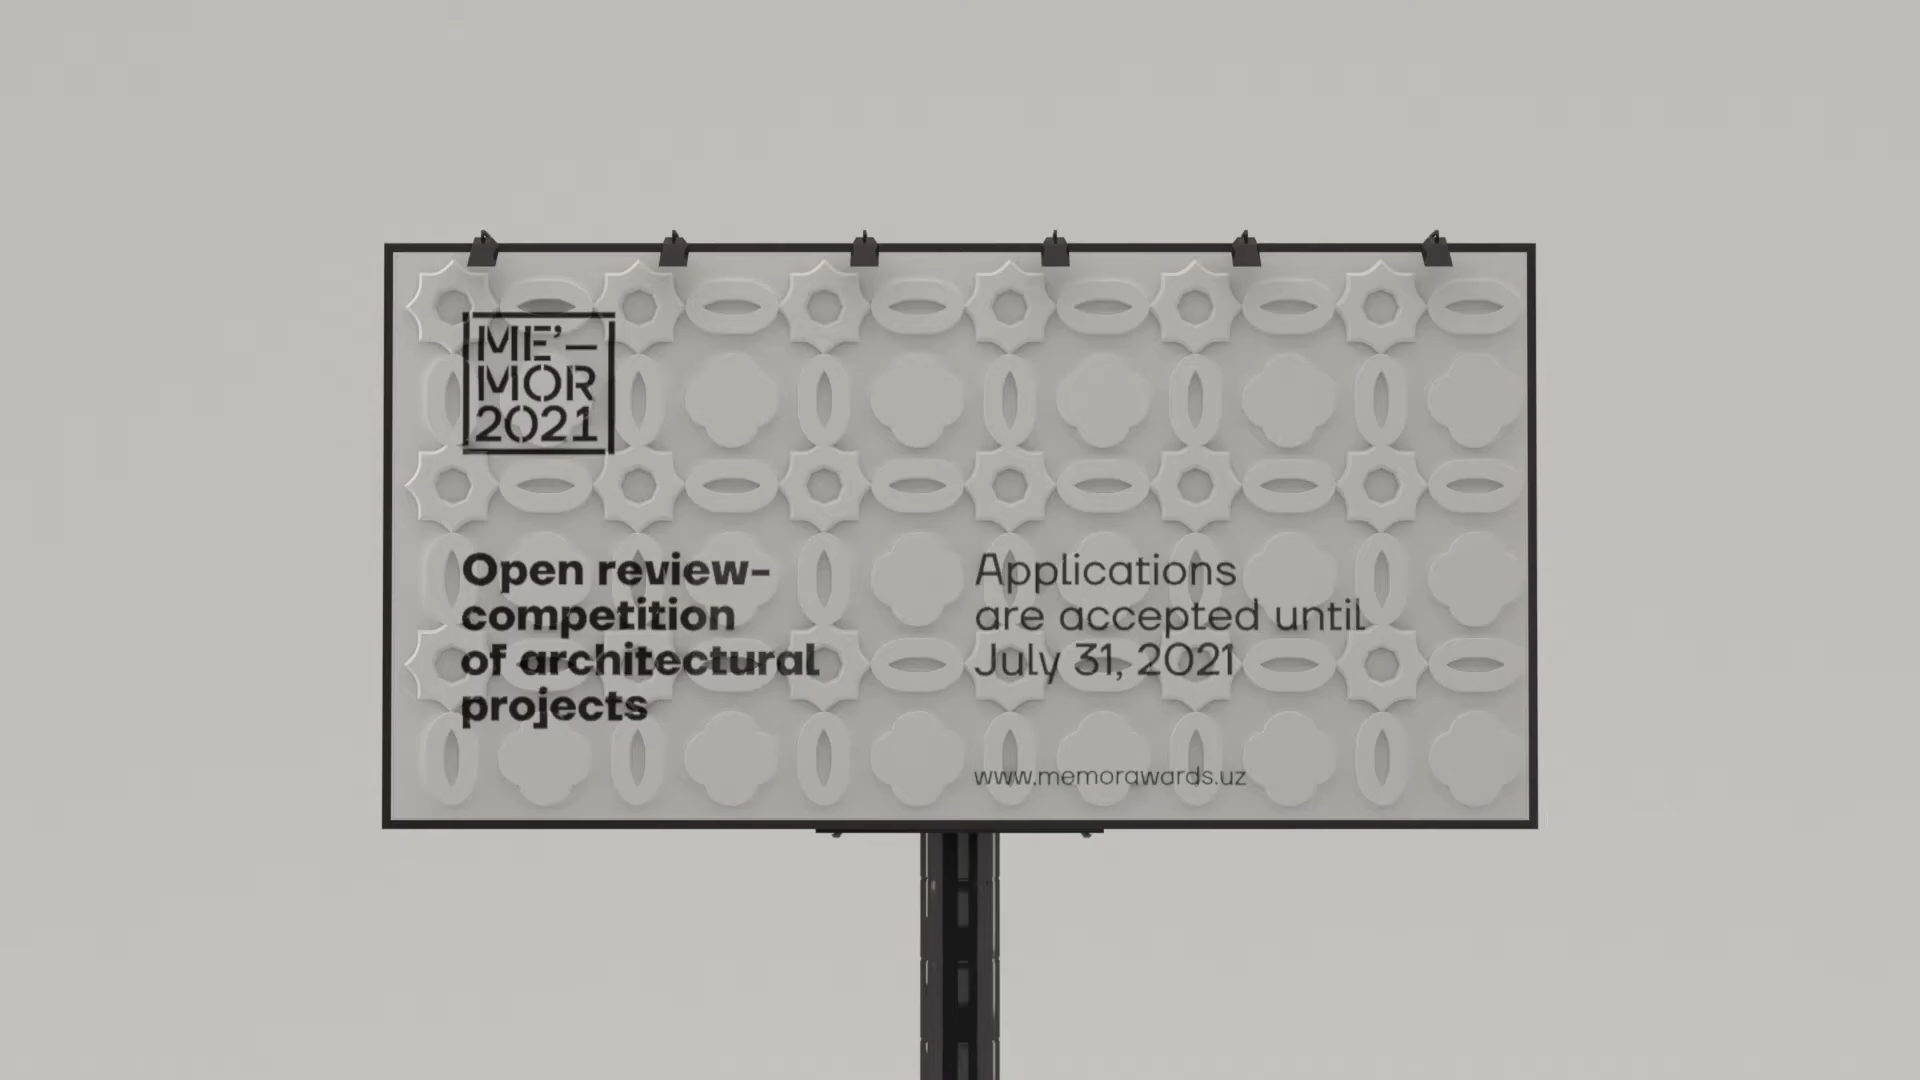 ME’–
MOR
2021
Open review-
competition
of architectural
projects
Applications
are accepted until
July 31, 2021
www.memorawards.uz